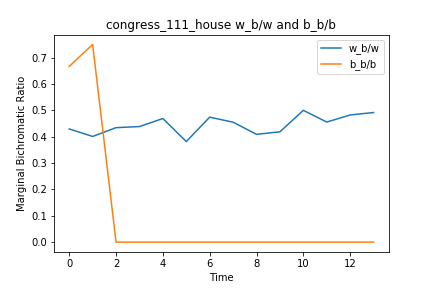 congress_111_house w_b/w and b_b/b
w_b/w
b_b/b
Marginal Bichromatic Ratio
0.7
0.6
0.5
0.4
0.3
0.2
0.1
0.0
0 2 4 6 8 10 12
Time